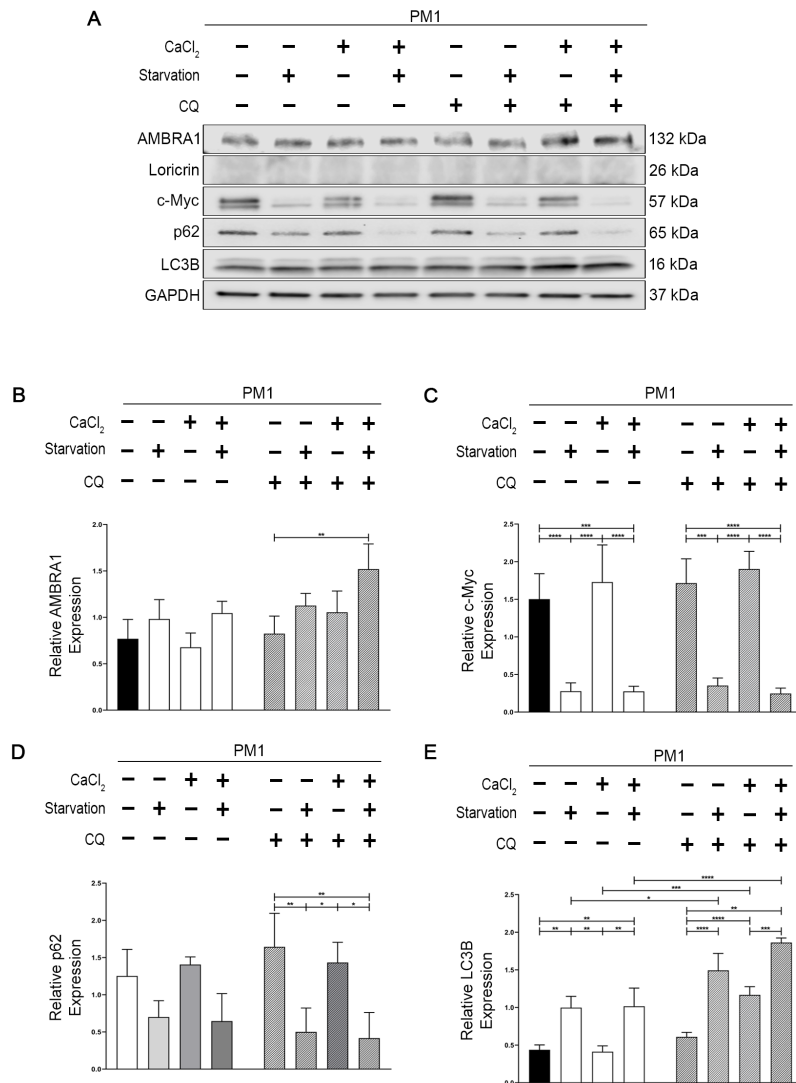 A
PM1
CaCl₂ − − + + − − + +
Starvation − + − + − + − +
CQ − − − − + + + +
AMBRA1 132 kDa
Loricrin 26 kDa
c-Myc 57 kDa
p62 65 kDa
LC3B 16 kDa
GAPDH 37 kDa
B
PM1
CaCl₂ − − + + − − + +
Starvation − + − + − + − +
CQ − − − − + + + +
Relative AMBRA1
Expression
2.0
1.5
1.0
0.5
0.0
**
C
PM1
CaCl₂ − − + + − − + +
Starvation − + − + − + − +
CQ − − − − + + + +
Relative c-Myc
Expression
2.5
2.0
1.5
1.0
0.5
0.0
*** ****
**** **** **** *** **** ****
D
PM1
CaCl₂ − − + + − − + +
Starvation − + − + − + − +
CQ − − − − + + + +
Relative p62
Expression
2.5
2.0
1.5
1.0
0.5
0.0
**
** * *
E
PM1
CaCl₂ − − + + − − + +
Starvation − + − + − + − +
CQ − − − − + + + +
Relative LC3B
Expression
2.0
1.5
1.0
0.5
0.0
****
***
*
**
** ****
** ** ** **** ***